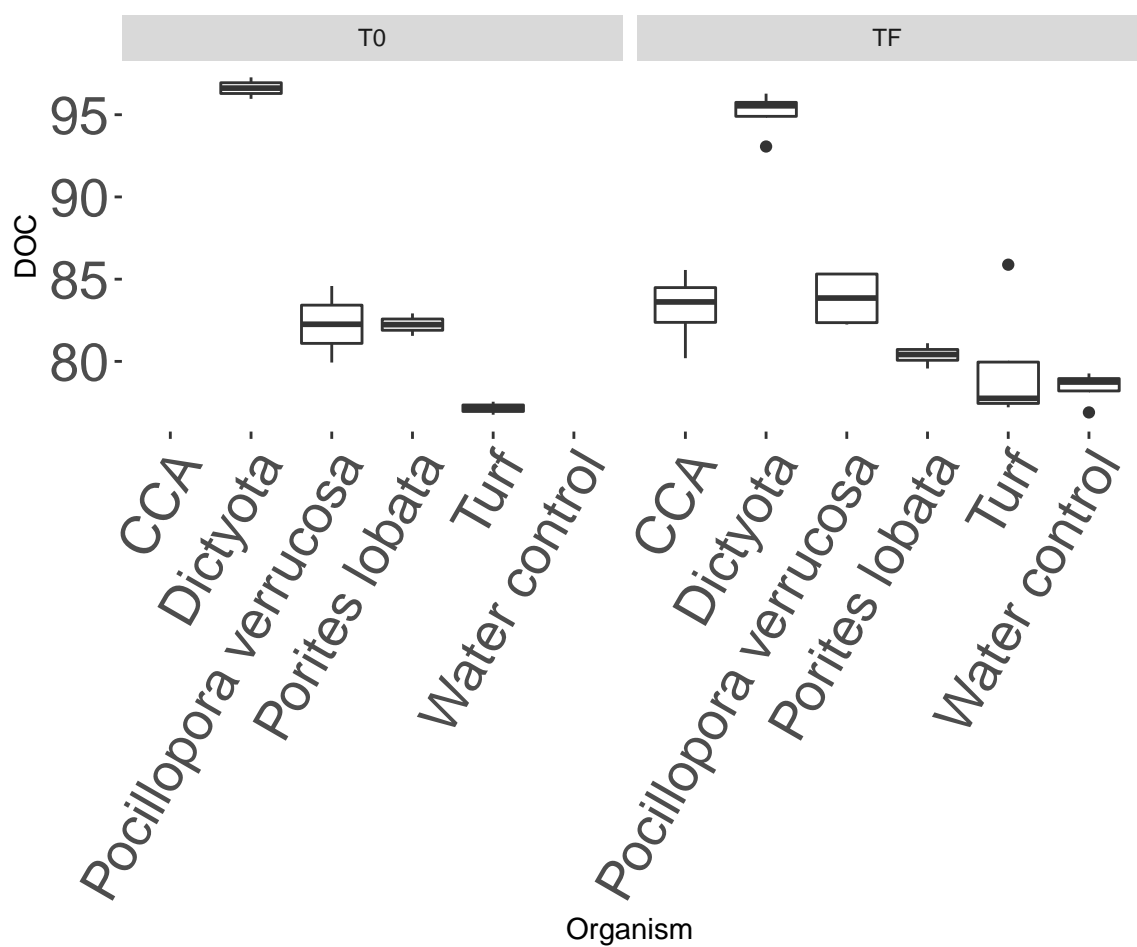 T0
TF
DOC
95
90
85
80
CCA
Dictyota
Pocillopora verrucosa
Porites lobata
Turf
Water control
CCA
Dictyota
Pocillopora verrucosa
Porites lobata
Turf
Water control
Organism